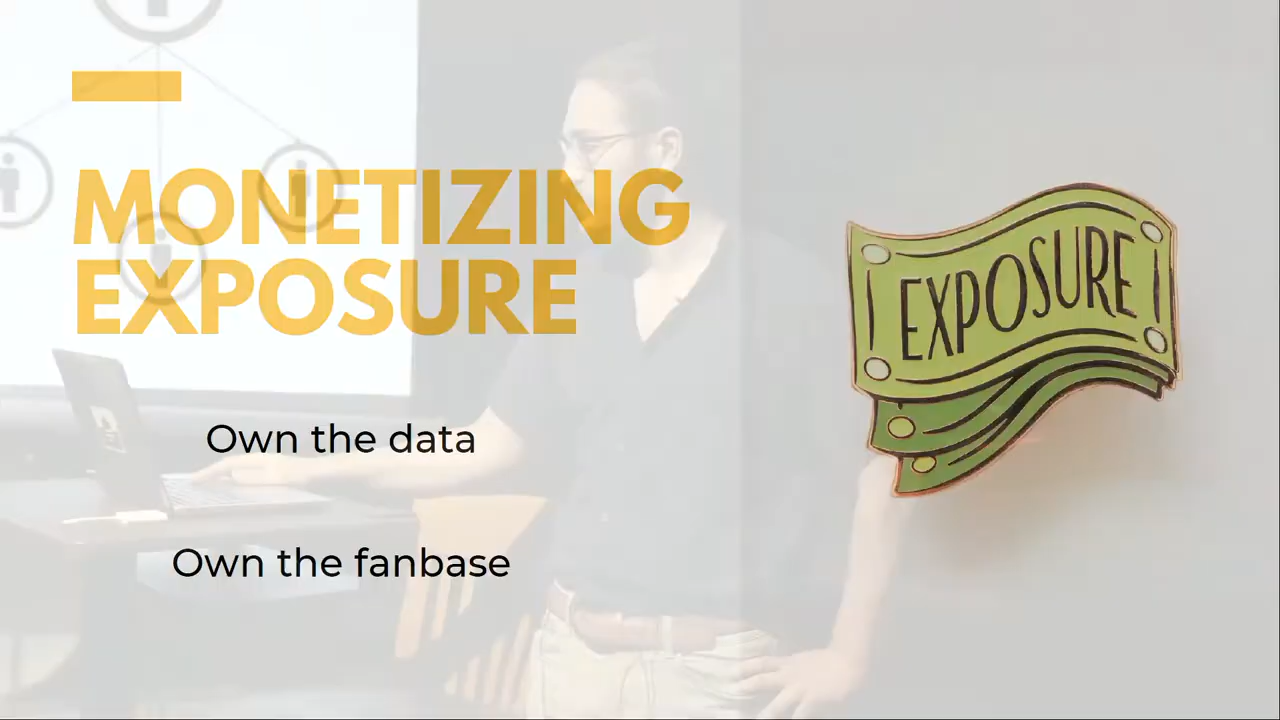 MONETIZING
EXPOSURE
Own the data
Own the fanbase
EXPOSURE